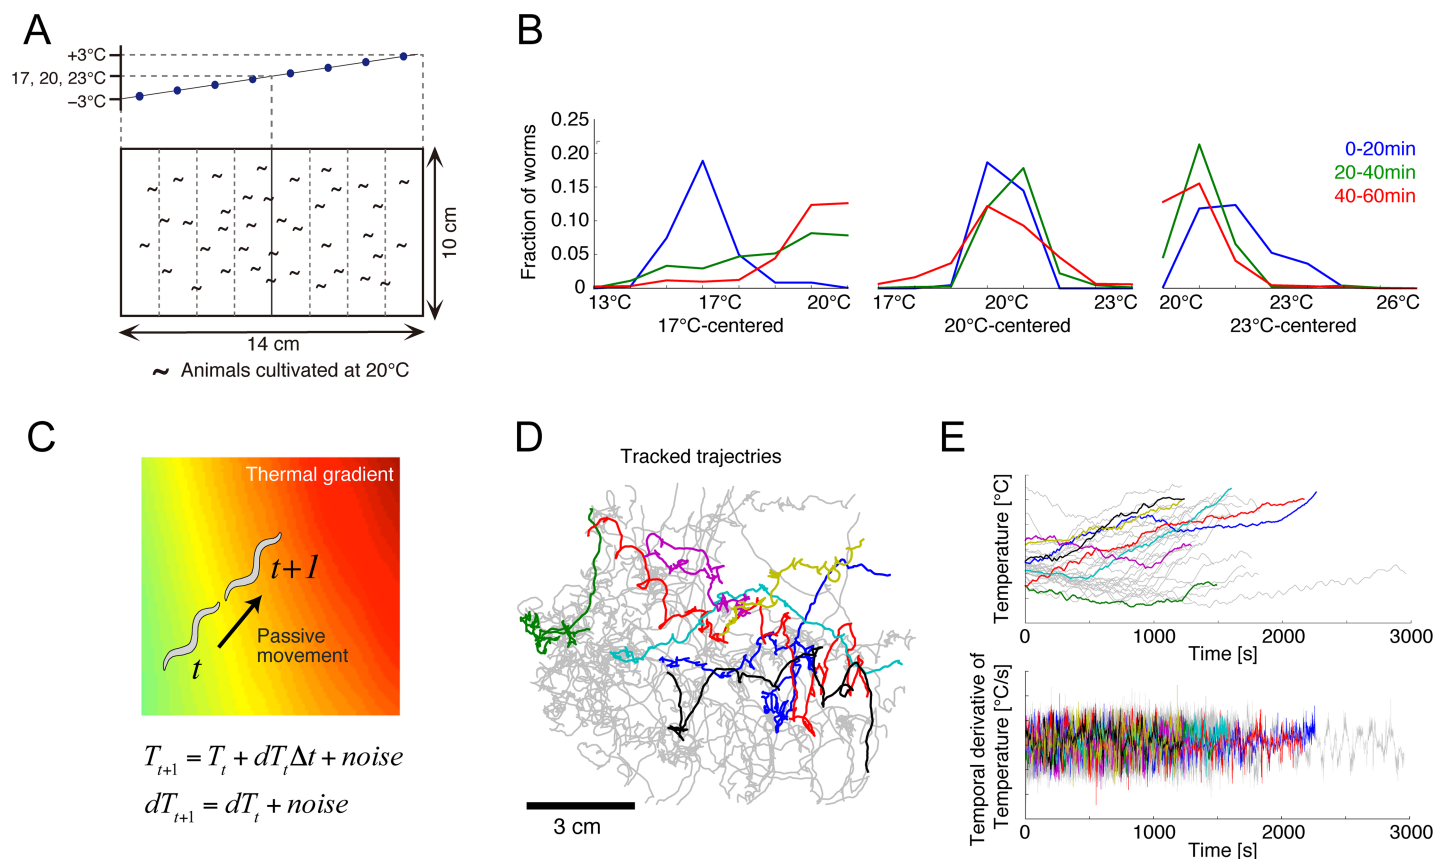 A
+3°C
17, 20, 23°C
−3°C
10 cm
14 cm
~ Animals cultivated at 20°C
B
Fraction of worms
0.25
0.20
0.15
0.10
0.05
0
13°C 17°C 20°C
17°C-centered
17°C 20°C 23°C
20°C-centered
20°C 23°C 26°C
23°C-centered
0-20min
20-40min
40-60min
C
Thermal gradient
t+1
t
Passive
movement
T_{t+1} = T_t + dT_tΔt + noise
dT_{t+1} = dT_t + noise
D
Tracked trajectories
3 cm
E
Temperature [°C]
0 1000 2000 3000
Time [s]
Temporal derivative of
Temperature [°C/s]
0 1000 2000 3000
Time [s]